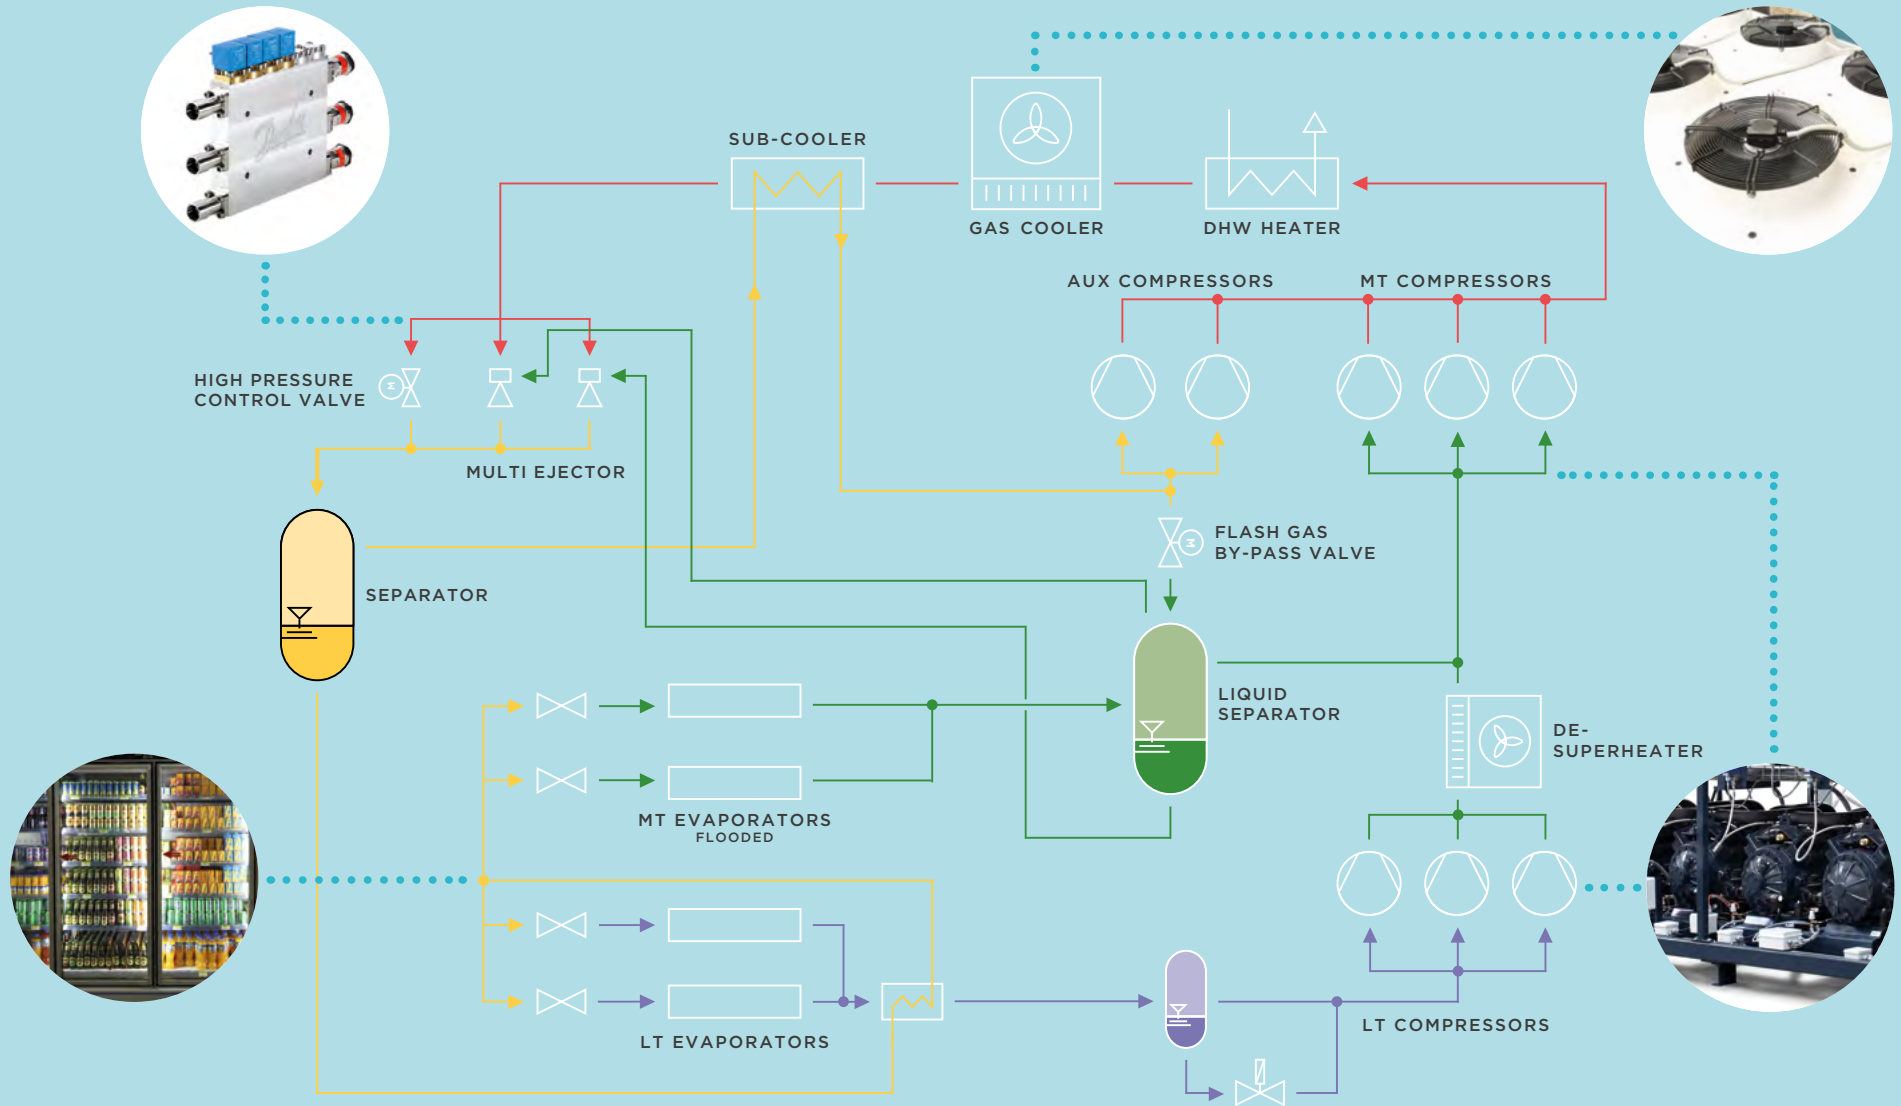 SUB-COOLER
GAS COOLER
DHW HEATER
AUX COMPRESSORS
MT COMPRESSORS
HIGH PRESSURE
CONTROL VALVE
M
MULTI EJECTOR
FLASH GAS
BY-PASS VALVE
M
SEPARATOR
LIQUID
SEPARATOR
DE-
SUPERHEATER
MT EVAPORATORS
FLOODED
LT EVAPORATORS
LT COMPRESSORS
Danfoss